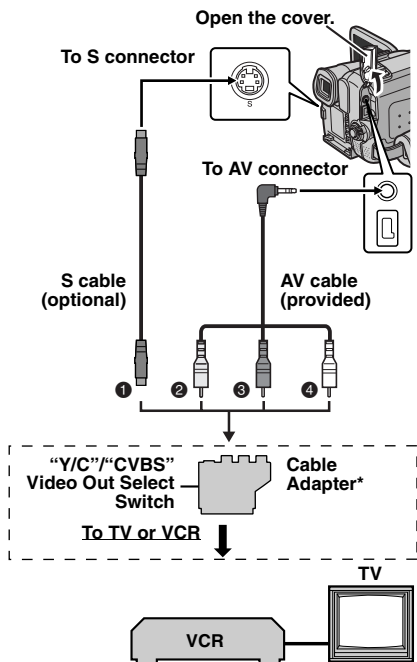 Open the cover.
To S connector
S
To AV connector
S cable
(optional)
AV cable
(provided)
❶ ❷ ❸ ❹
“Y/C”/“CVBS”
Video Out Select
Switch
Cable
Adapter*
To TV or VCR
TV
VCR